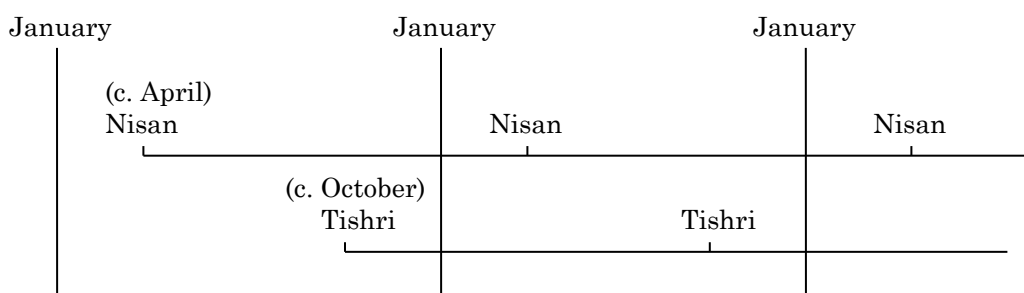 January January January
(c. April)
Nisan Nisan Nisan
(c. October)
Tishri Tishri